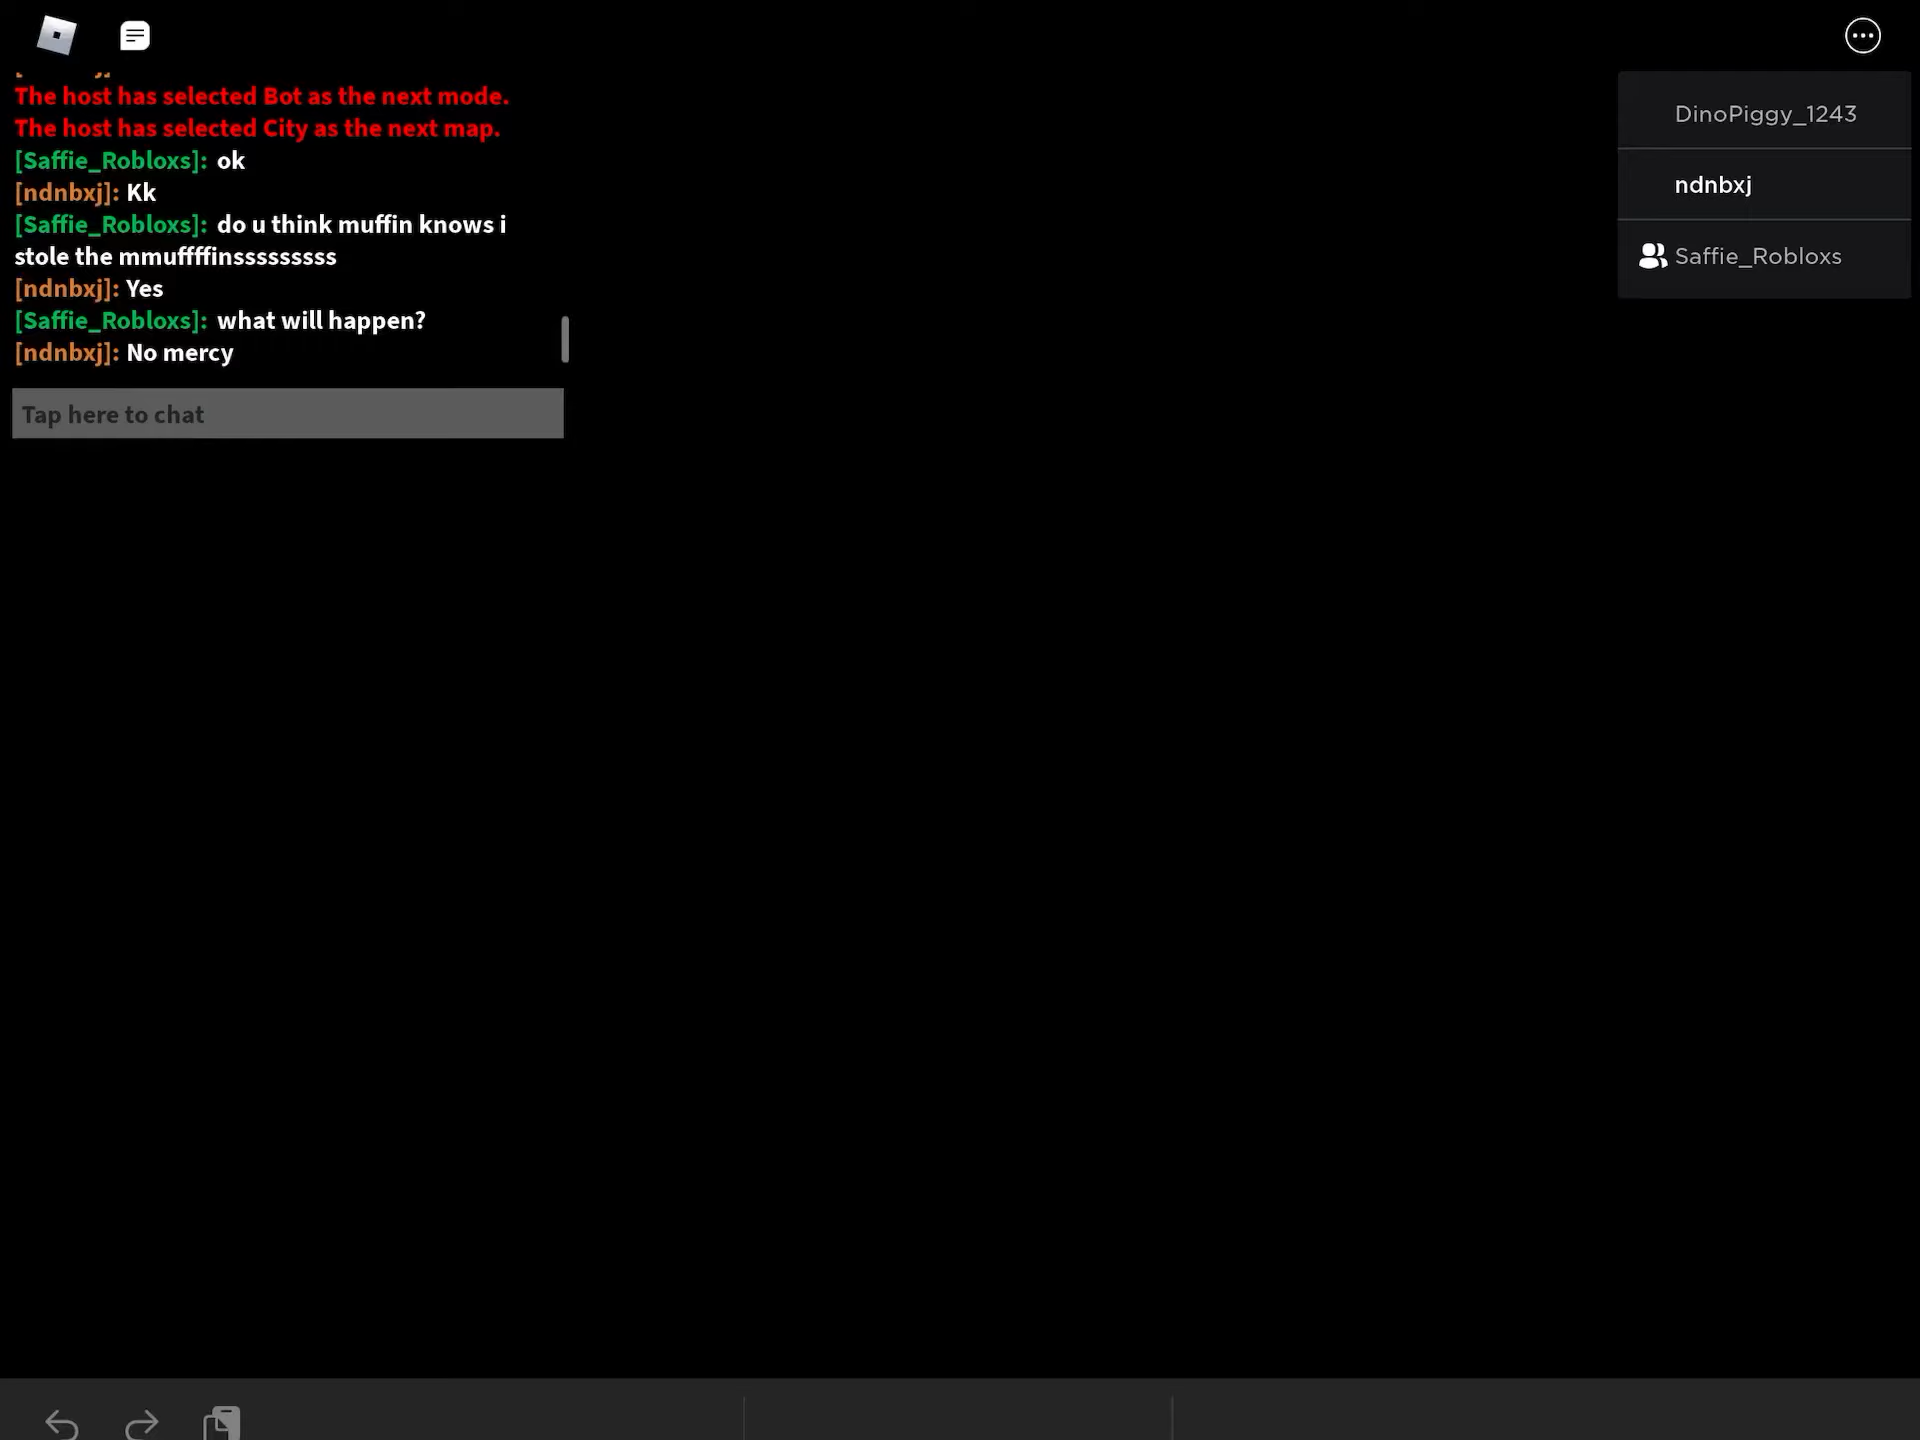 The host has selected Bot as the next mode.
The host has selected City as the next map.
[Saffie_Robloxs]: ok
[ndnbxj]: Kk
[Saffie_Robloxs]: do u think muffin knows i
stole the mmuffffinsssssssss
[ndnbxj]: Yes
[Saffie_Robloxs]: what will happen?
[ndnbxj]: No mercy
Tap here to chat
DinoPiggy_1243
ndnbxj
Saffie_Robloxs